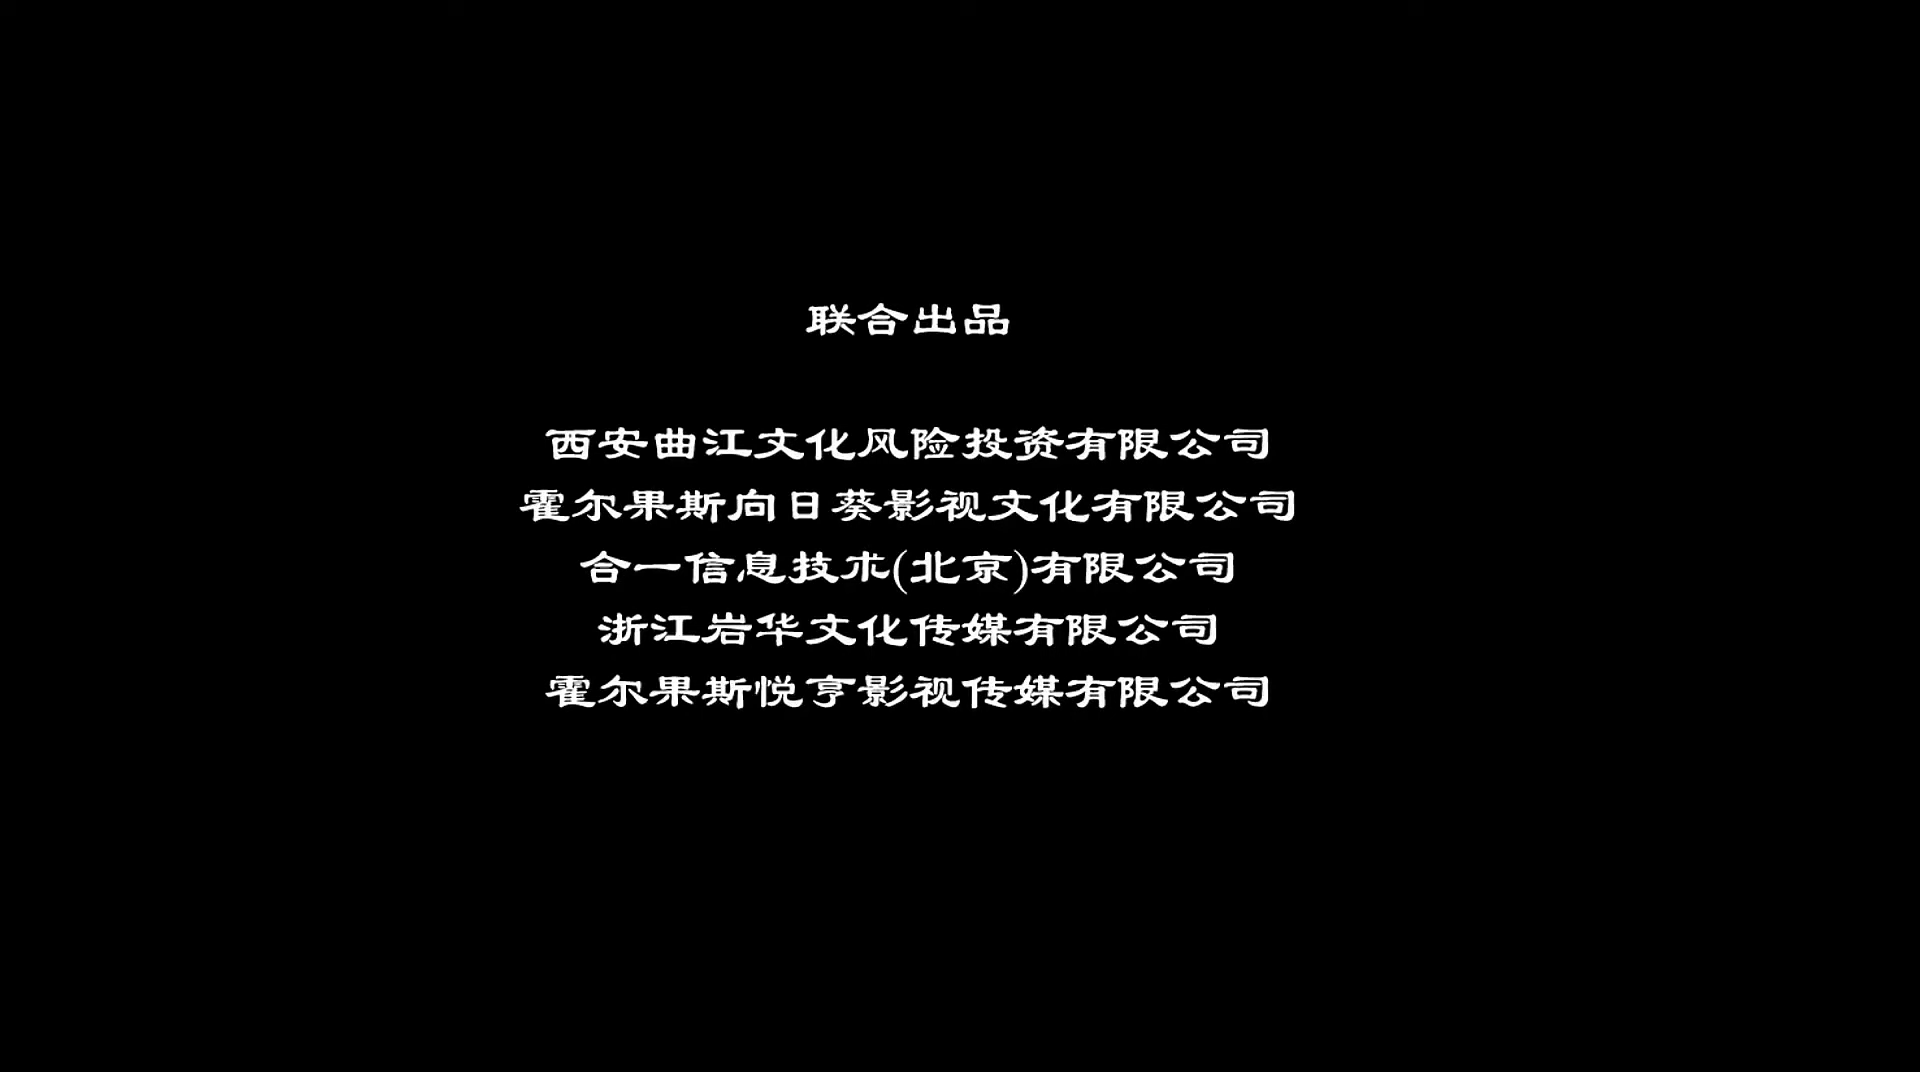 联合出品
西安曲江文化风险投资有限公司
霍尔果斯向日葵影视文化有限公司
合一信息技术(北京)有限公司
浙江岩华文化传媒有限公司
霍尔果斯悦亨影视传媒有限公司